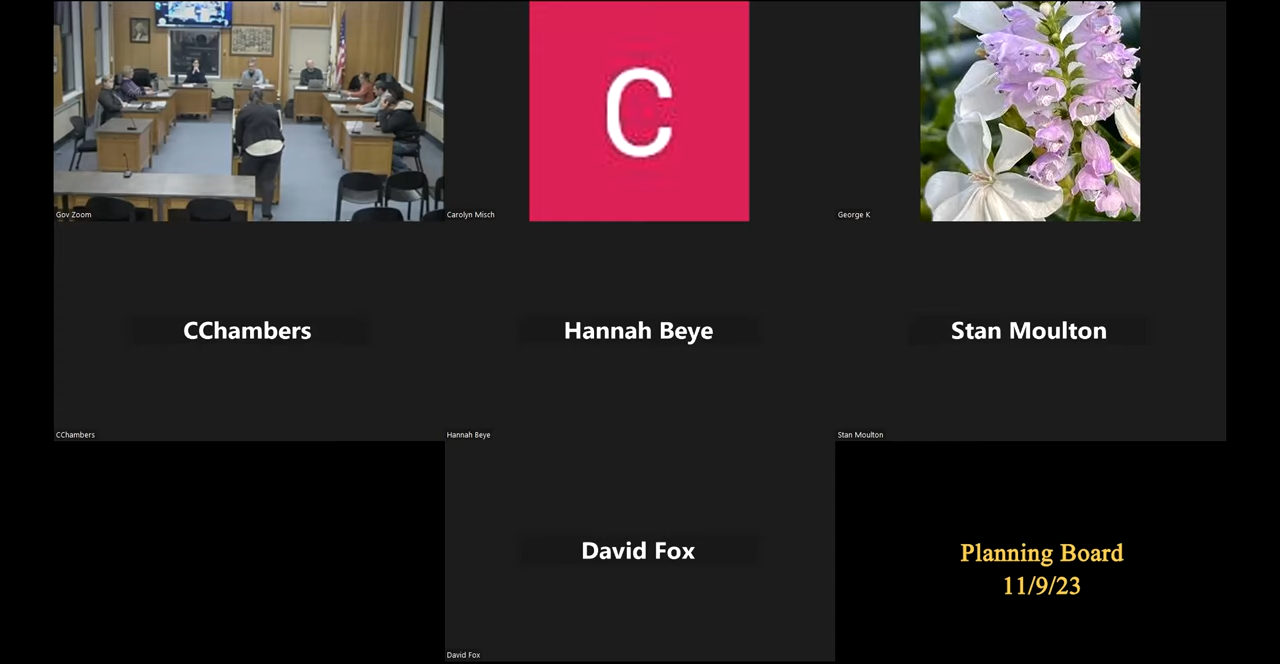 Gov Zoom
C
Carolyn Misch
George K
CChambers
CChambers
Hannah Beye
Hannah Beye
Stan Moulton
Stan Moulton
David Fox
David Fox
Planning Board
11/9/23